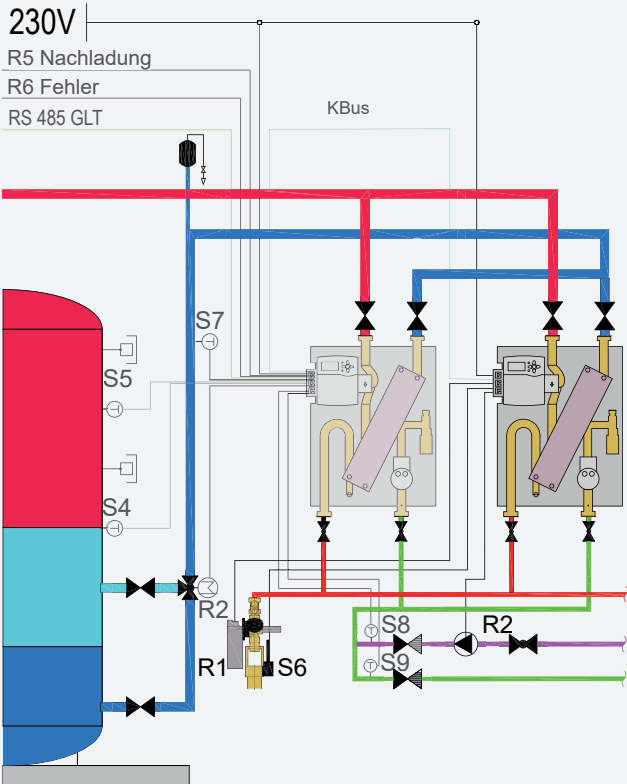 230V
R5 Nachladung
R6 Fehler
RS 485 GLT
KBus
S7
S5
S4
R2
S8
R2
R1
S6
S9